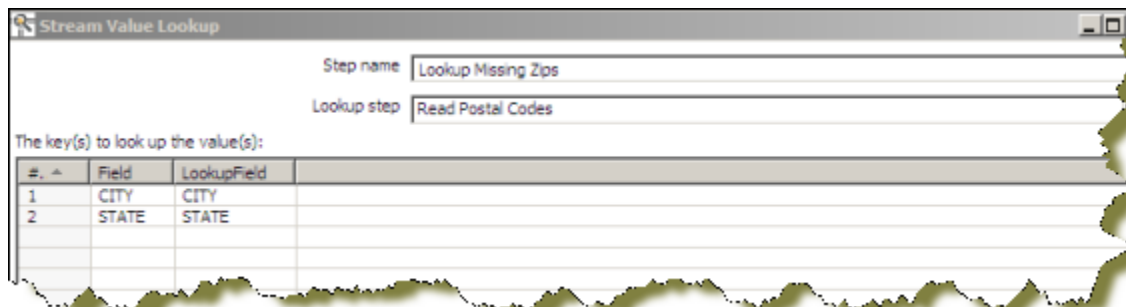 Stream Value Lookup
Step name Lookup Missing Zips
Lookup step Read Postal Codes
The key(s) to look up the value(s):
#. Field LookupField
1 CITY CITY
2 STATE STATE